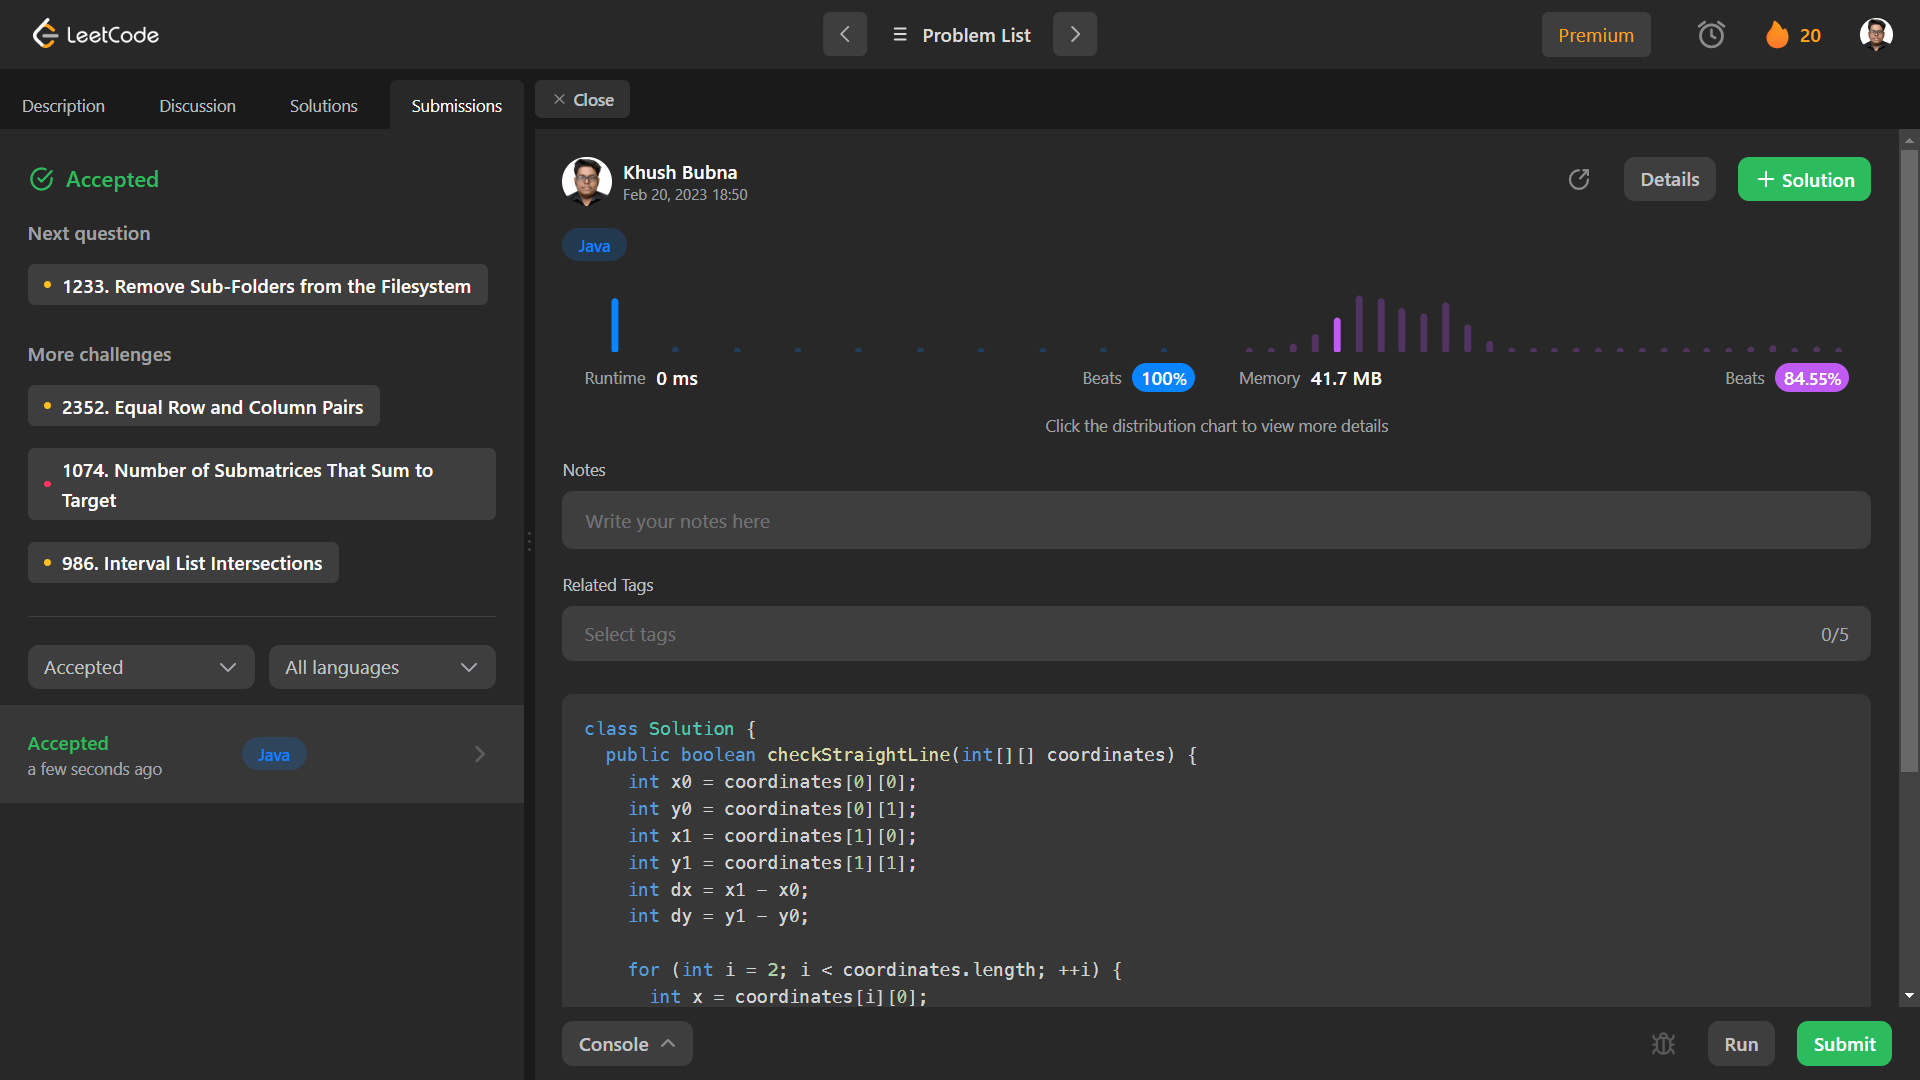 LeetCode
Problem List
Premium
20
Description
Discussion
Solutions
Submissions
Close
Accepted
Next question
1233. Remove Sub-Folders from the Filesystem
More challenges
2352. Equal Row and Column Pairs
1074. Number of Submatrices That Sum to
Target
986. Interval List Intersections
Accepted
All languages
Accepted
a few seconds ago
Java
Khush Bubna
Feb 20, 2023 18:50
Details
+ Solution
Java
Runtime 0 ms
Beats 100%
Memory 41.7 MB
Beats 84.55%
Click the distribution chart to view more details
Notes
Write your notes here
Related Tags
Select tags
0/5
class Solution {
  public boolean checkStraightLine(int[][] coordinates) {
    int x0 = coordinates[0][0];
    int y0 = coordinates[0][1];
    int x1 = coordinates[1][0];
    int y1 = coordinates[1][1];
    int dx = x1 - x0;
    int dy = y1 - y0;
    for (int i = 2; i < coordinates.length; ++i) {
      int x = coordinates[i][0];
Console
Run
Submit